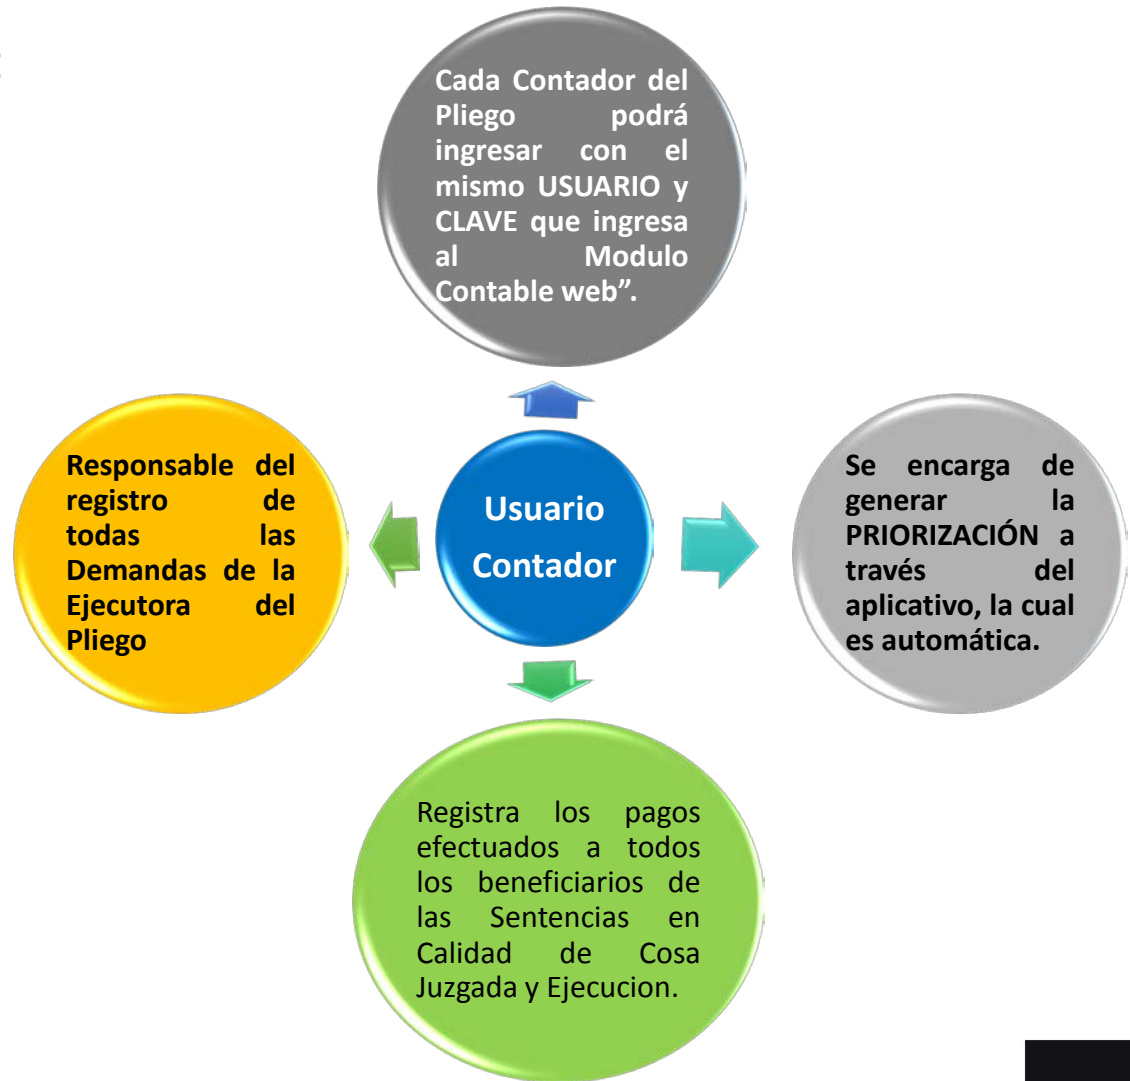 Cada Contador del
Pliego podrá
ingresar con el
mismo USUARIO y
CLAVE que ingresa
al Modulo
Contable web”.
Responsable del
registro de
todas las
Demandas de la
Ejecutora del
Pliego
Usuario
Contador
Se encarga de
generar la
PRIORIZACIÓN a
través del
aplicativo, la cual
es automática.
Registra los pagos
efectuados a todos
los beneficiarios de
las Sentencias en
Calidad de Cosa
Juzgada y Ejecucion.